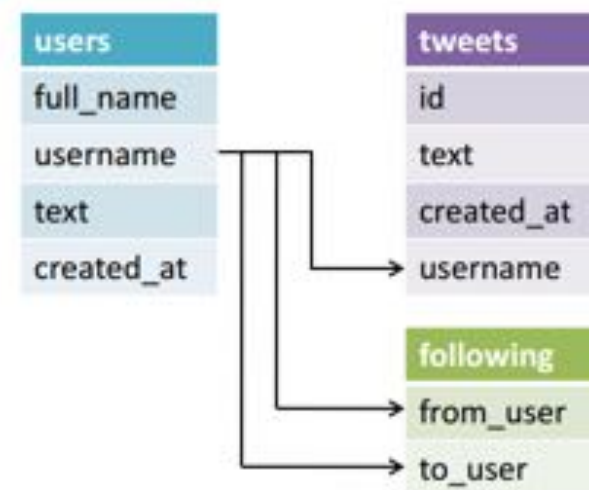 users
full_name
username
text
created_at
tweets
id
text
created_at
username
following
from_user
to_user